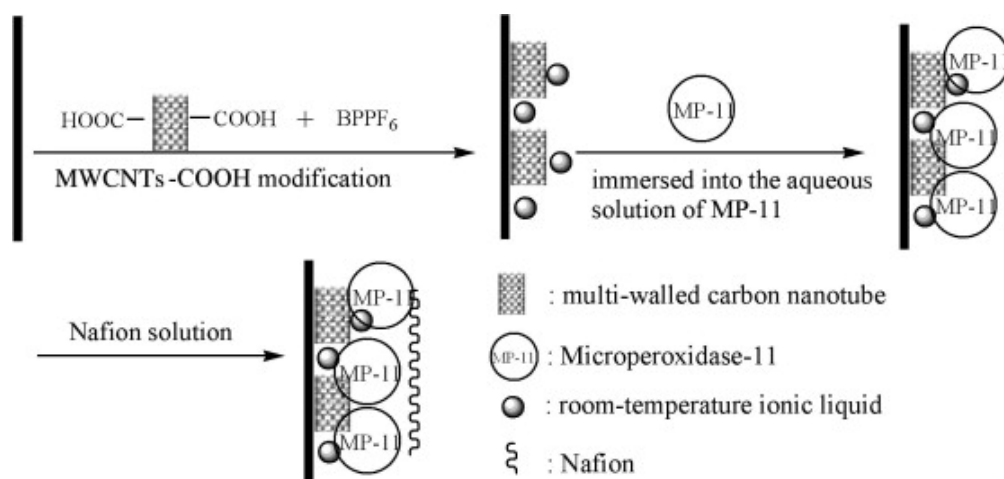 HOOC
COOH + BPPF6
MWCNTs-COOH modification
MP-11
immersed into the aqueous
solution of MP-11
MP-11
MP-11
MP-11
Nafion solution
MP-11
MP-11
MP-11
: multi-walled carbon nanotube
MP-11 : Microperoxidase-11
: room-temperature ionic liquid
: Nafion